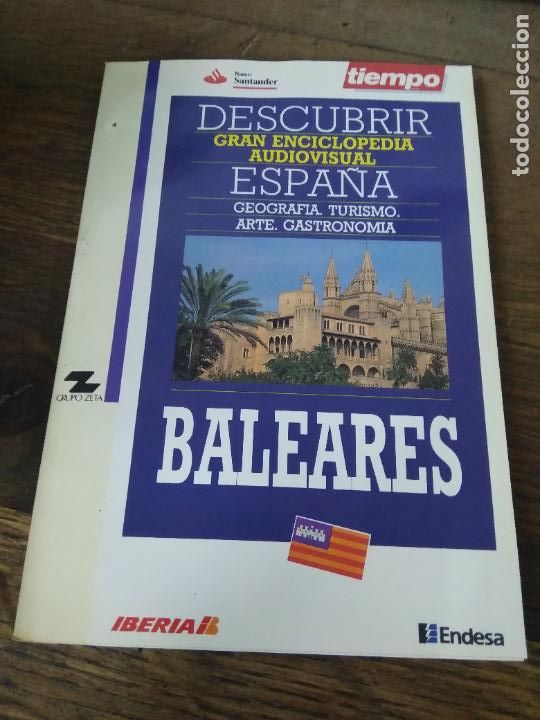 Banco
Santander
tiempo
DESCUBRIR
GRAN ENCICLOPEDIA
AUDIOVISUAL
ESPAÑA
GEOGRAFIA. TURISMO.
ARTE. GASTRONOMIA
GRUPO ZETA
BALEARES
IBERIA
Endesa
todocoleccion